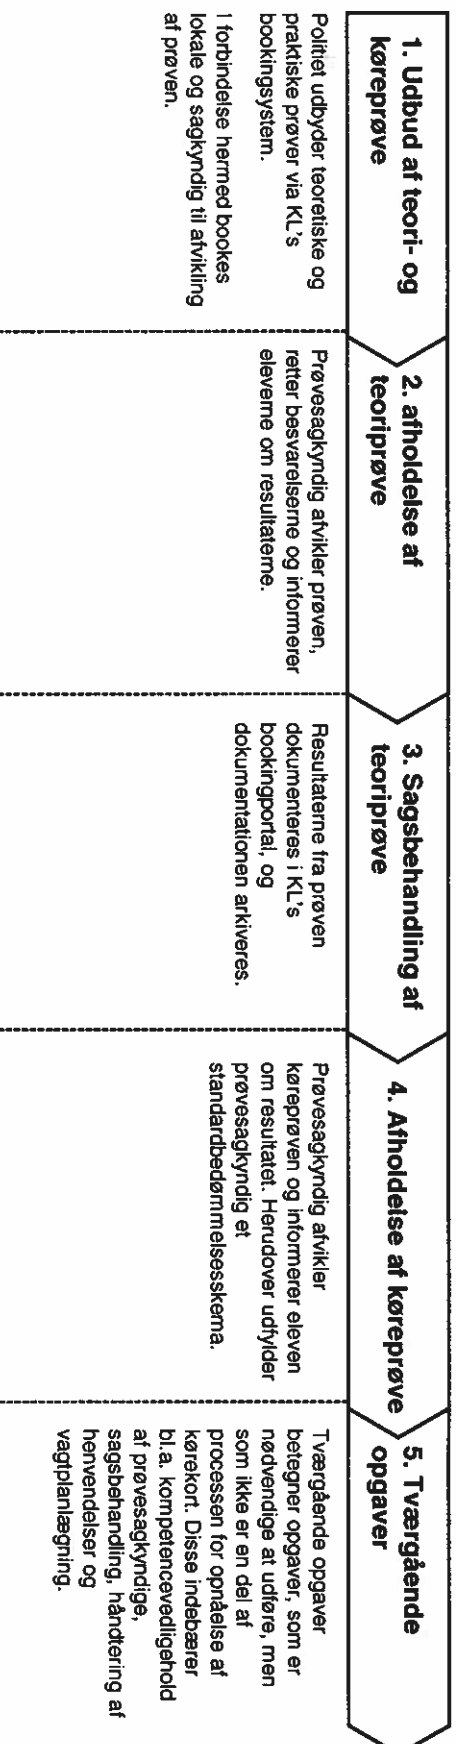 1. Udbud af teori- og
køreprøve
Politiet udbyder teoretiske og
praktiske prøver via KL's
bookingsystem.
I forbindelse hermed bookes
lokale og sagkyndig til afvikling
af prøven.
2. afholdelse af
teoriprøve
Prøvesagkyndig afvikler prøven,
retter besvarelserne og informerer
eleverne om resultaterne.
3. Sagsbehandling af
teoriprøve
Resultaterne fra prøven
dokumenteres i KL's
bookingportal, og
dokumentationen arkiveres.
4. Afholdelse af køreprøve
Prøvesagkyndig afvikler
køreprøven og informerer eleven
om resultatet. Herudover udfylder
prøvesagkyndig et
standardbedømmelsesskema.
5. Tværgående
opgaver
Tværgående opgaver
betegner opgaver, som er
nødvendige at udføre, men
som ikke er en del af
processen for opnåelse af
kørekort. Disse indebærer
bl.a. kompetencevedligehold
af prøvesagkyndige,
sagsbehandling, håndtering af
henvendelser og
vagtplanlægning.